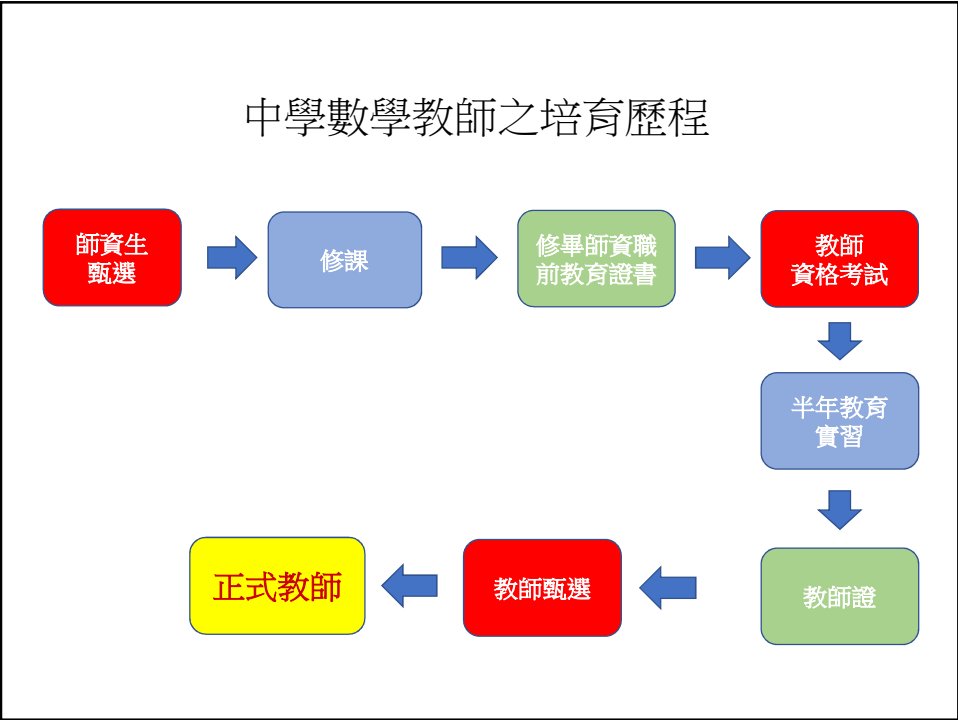 中學數學教師之培育歷程
師資生
甄選
修課
修畢師資職
前教育證書
教師
資格考試
半年教育
實習
教師證
教師甄選
正式教師